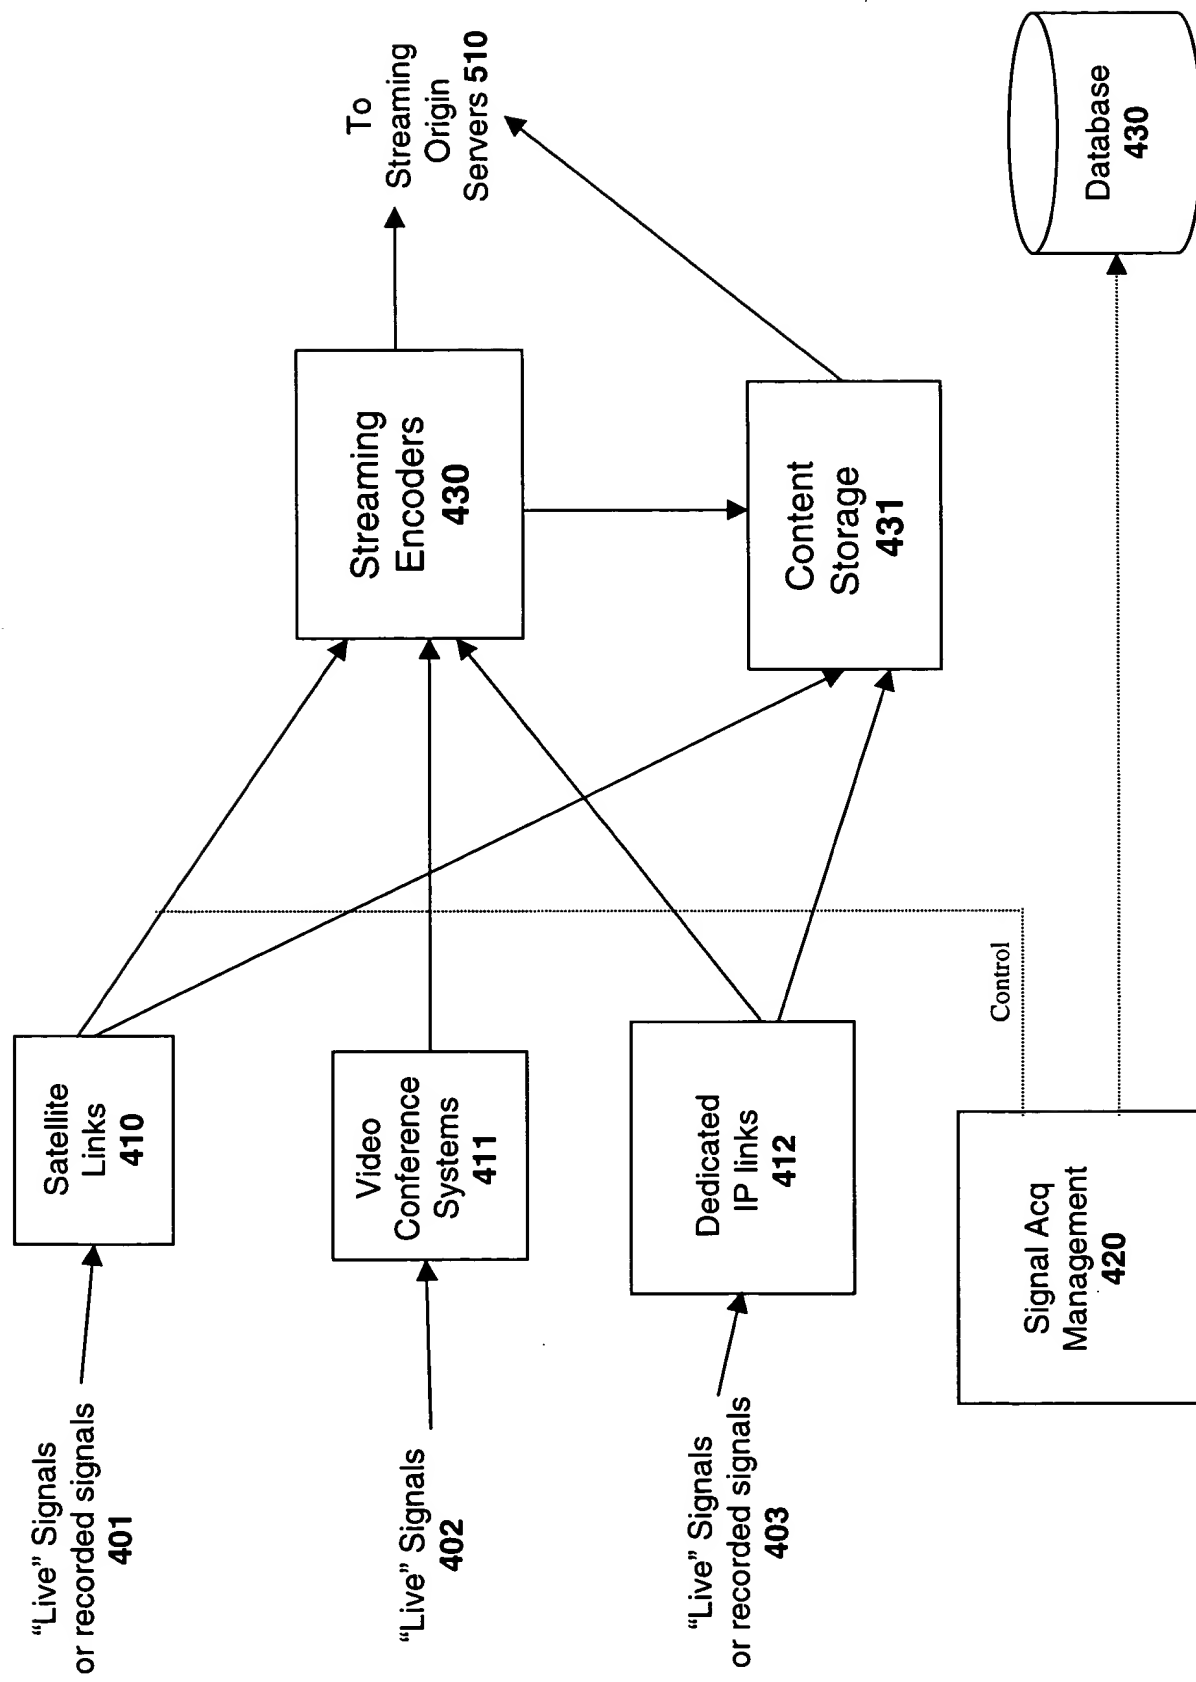 “Live” Signals
or recorded signals
401
Satellite
Links
410
“Live” Signals
402
Video
Conference
Systems
411
“Live” Signals
or recorded signals
403
Dedicated
IP links
412
Streaming
Encoders
430
To
Streaming
Origin
Servers 510
Content
Storage
431
Control
Signal Acq
Management
420
Database
430